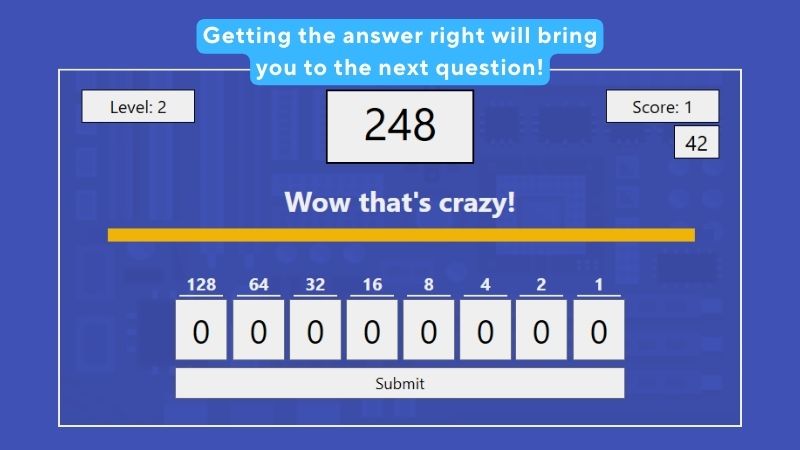 Getting the answer right will bring
you to the next question!
Level: 2
248
Score: 1
42
Wow that's crazy!
128 64 32 16 8 4 2 1
0 0 0 0 0 0 0 0
Submit